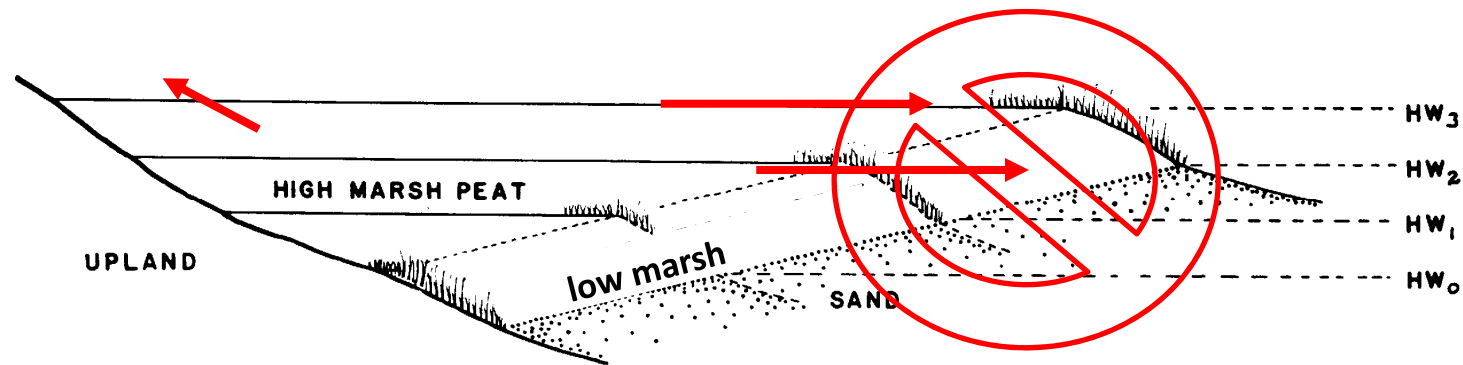 HW3
HW2
HIGH MARSH PEAT
HW1
UPLAND
low marsh
HW0
SAND